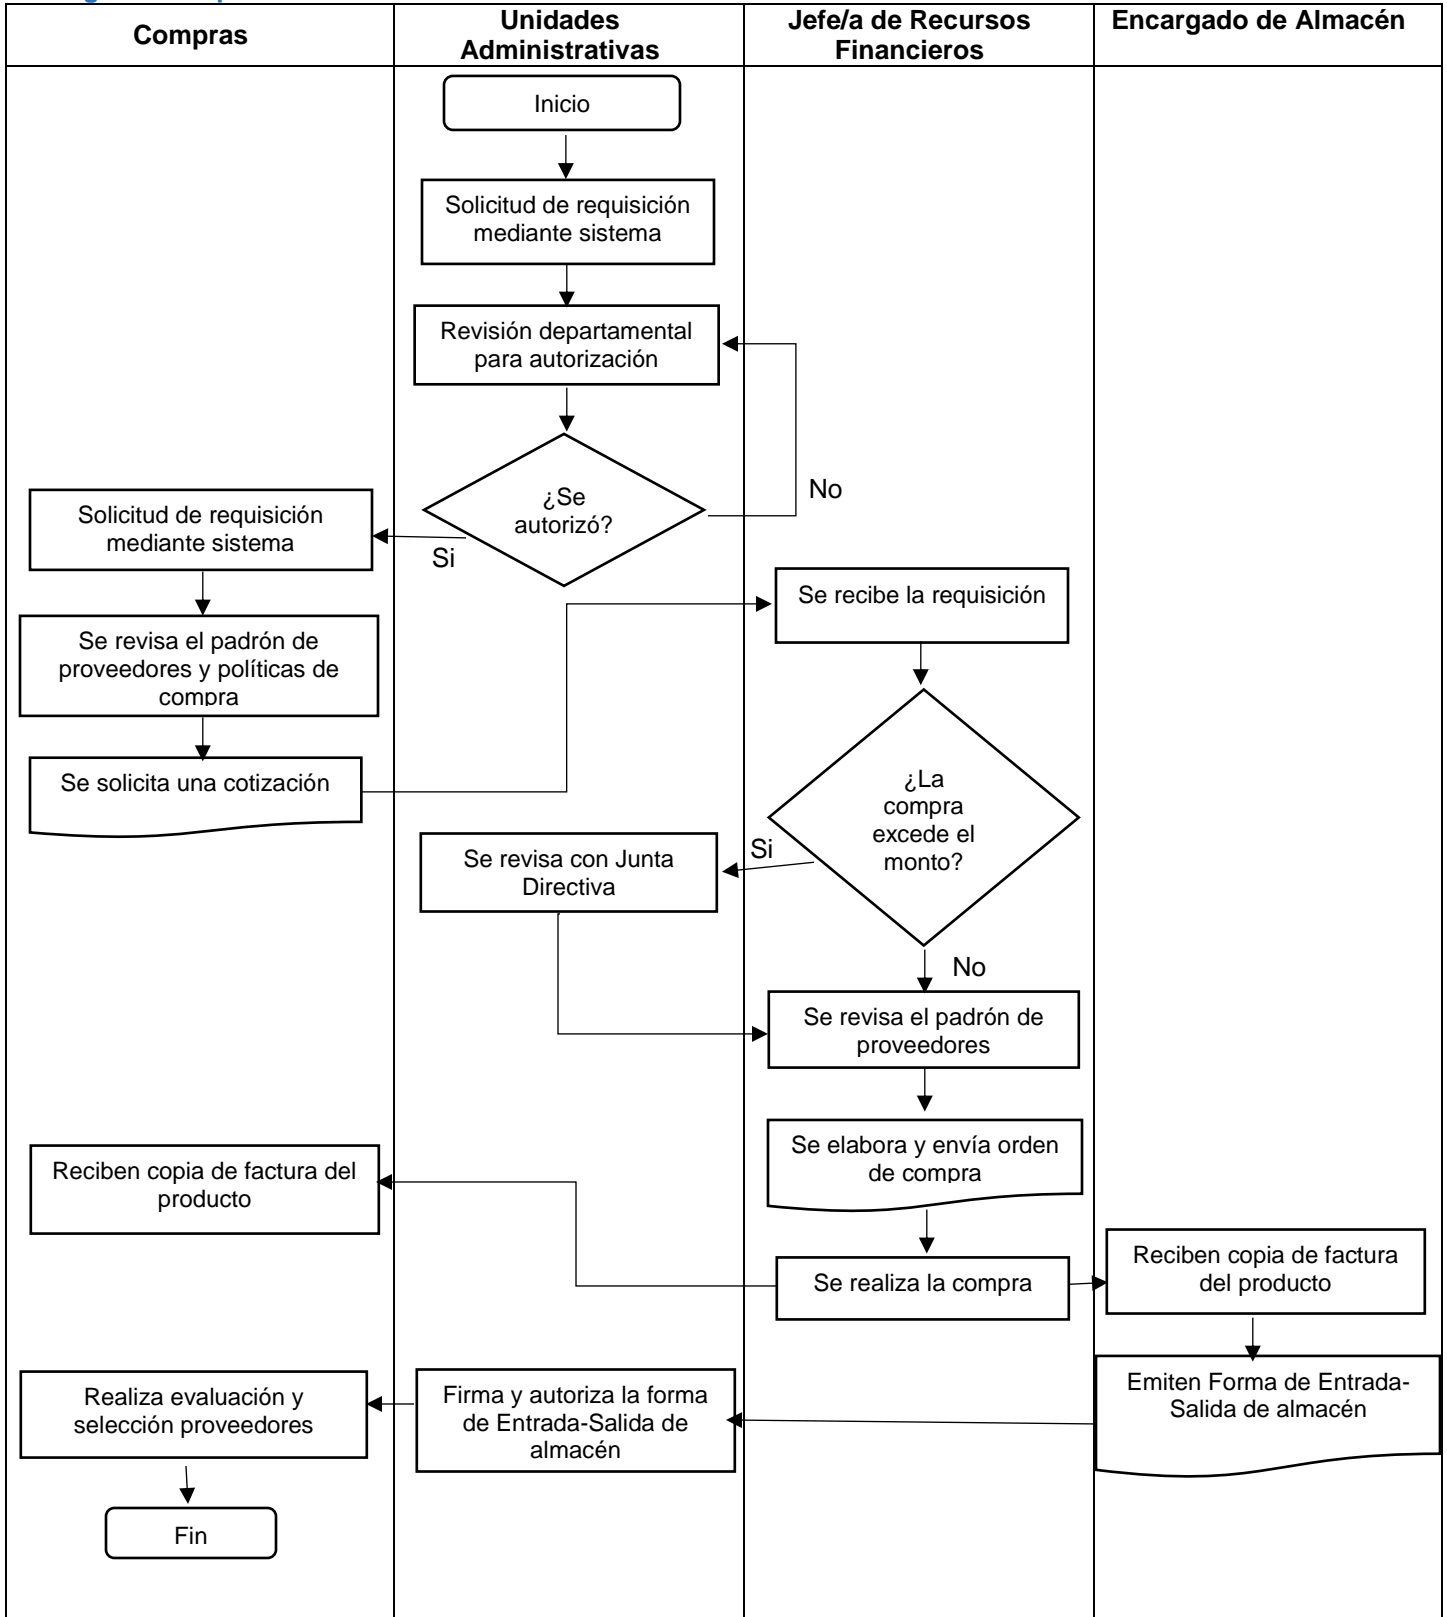 Compras
Unidades
Administrativas
Jefe/a de Recursos
Financieros
Encargado de Almacén
Inicio
Solicitud de requisición
mediante sistema
Revisión departamental
para autorización
¿Se
autorizó?
No
Si
Solicitud de requisición
mediante sistema
Se revisa el padrón de
proveedores y políticas de
compra
Se solicita una cotización
Se recibe la requisición
¿La
compra
excede el
monto?
Si
Se revisa con Junta
Directiva
No
Se revisa el padrón de
proveedores
Se elabora y envía orden
de compra
Reciben copia de factura del
producto
Se realiza la compra
Reciben copia de factura
del producto
Emiten Forma de Entrada-
Salida de almacén
Firma y autoriza la forma
de Entrada-Salida de
almacén
Realiza evaluación y
selección proveedores
Fin